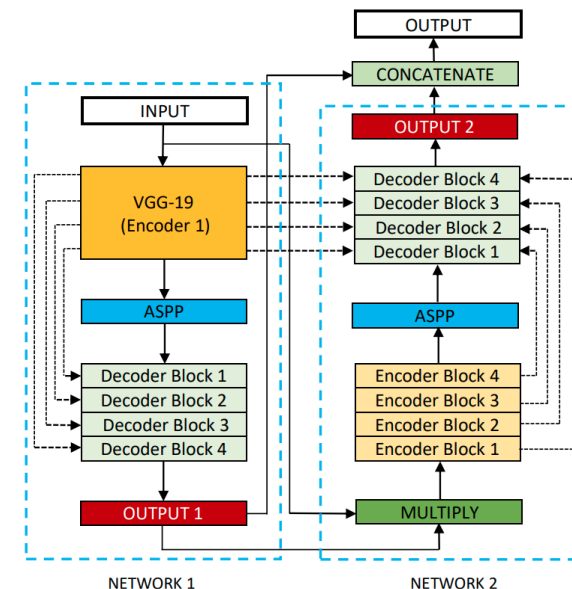 INPUT
VGG-19
(Encoder 1)
ASPP
Decoder Block 1
Decoder Block 2
Decoder Block 3
Decoder Block 4
OUTPUT 1
NETWORK 1
OUTPUT
CONCATENATE
OUTPUT 2
Decoder Block 4
Decoder Block 3
Decoder Block 2
Decoder Block 1
ASPP
Encoder Block 4
Encoder Block 3
Encoder Block 2
Encoder Block 1
MULTIPLY
NETWORK 2